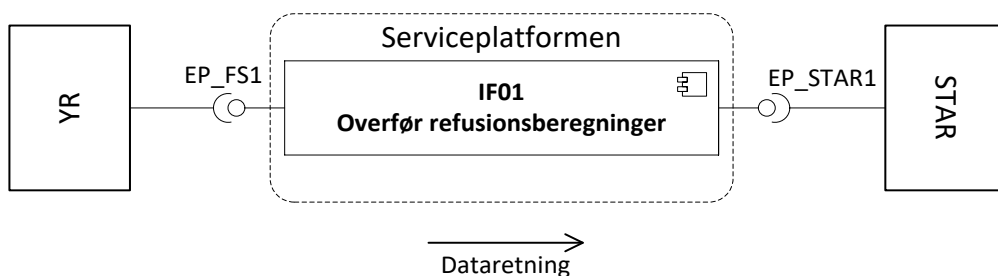 Serviceplatformen
YR
EP_FS1
IF01
Overfør refusionsberegninger
EP_STAR1
STAR
Dataretning